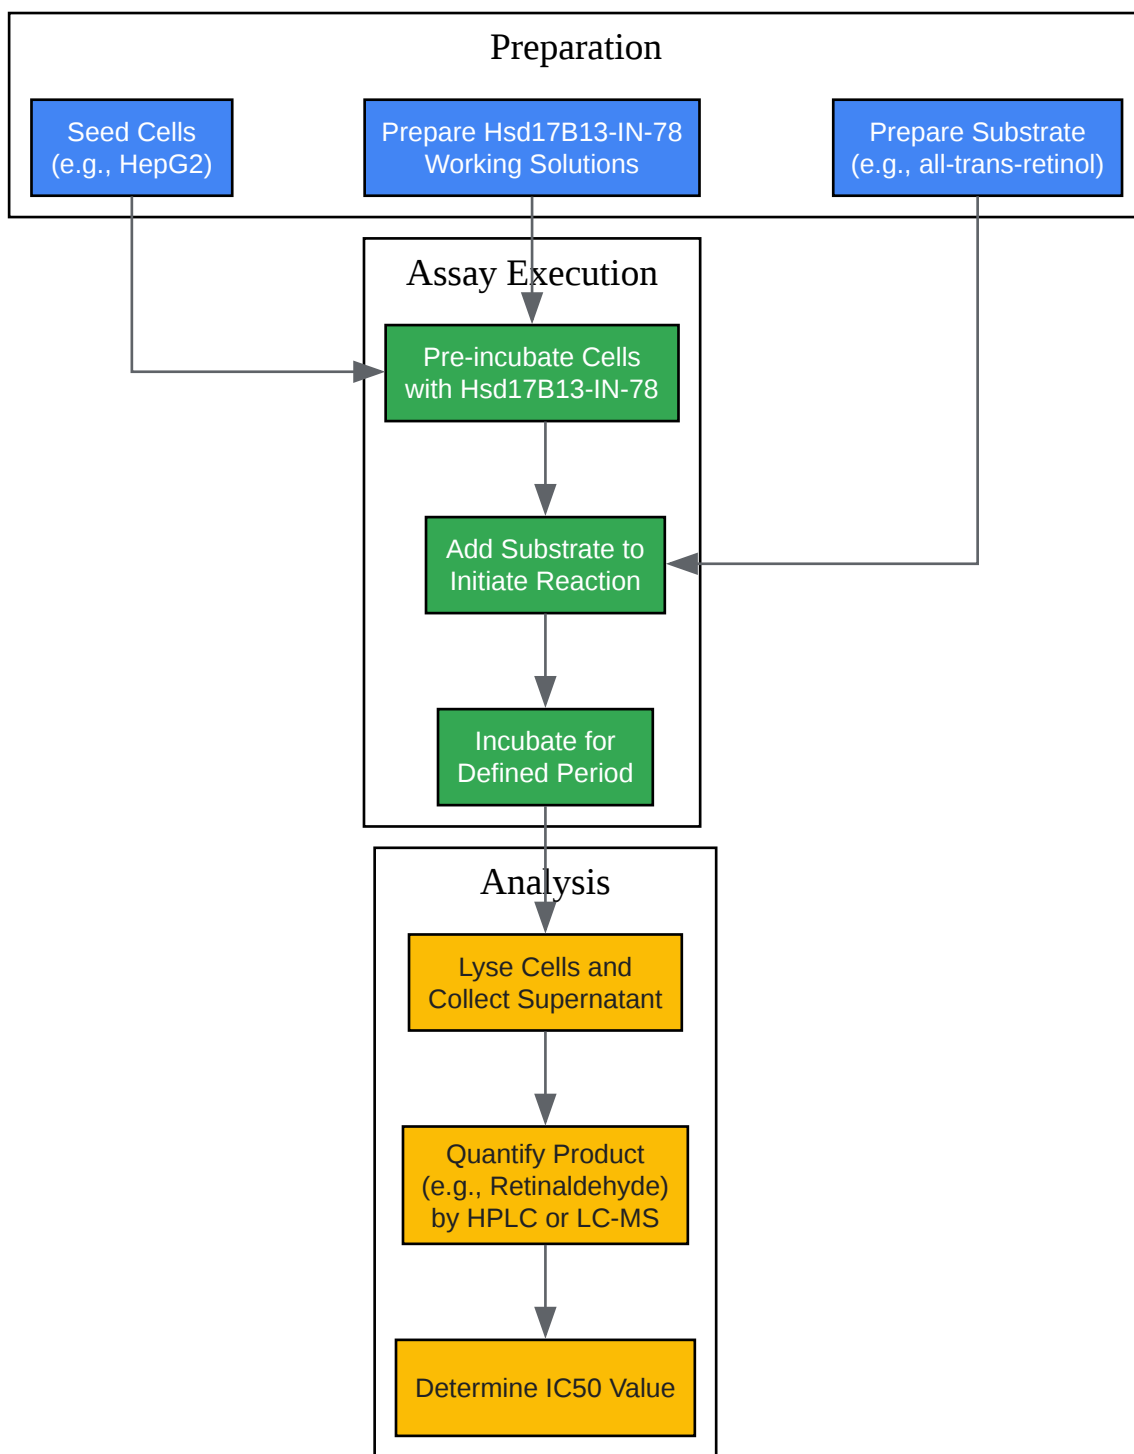 Preparation
Seed Cells
(e.g., HepG2)
Prepare Hsd17B13-IN-78
Working Solutions
Prepare Substrate
(e.g., all-trans-retinol)
Assay Execution
Pre-incubate Cells
with Hsd17B13-IN-78
Add Substrate to
Initiate Reaction
Incubate for
Defined Period
Analysis
Lyse Cells and
Collect Supernatant
Quantify Product
(e.g., Retinaldehyde)
by HPLC or LC-MS
Determine IC50 Value